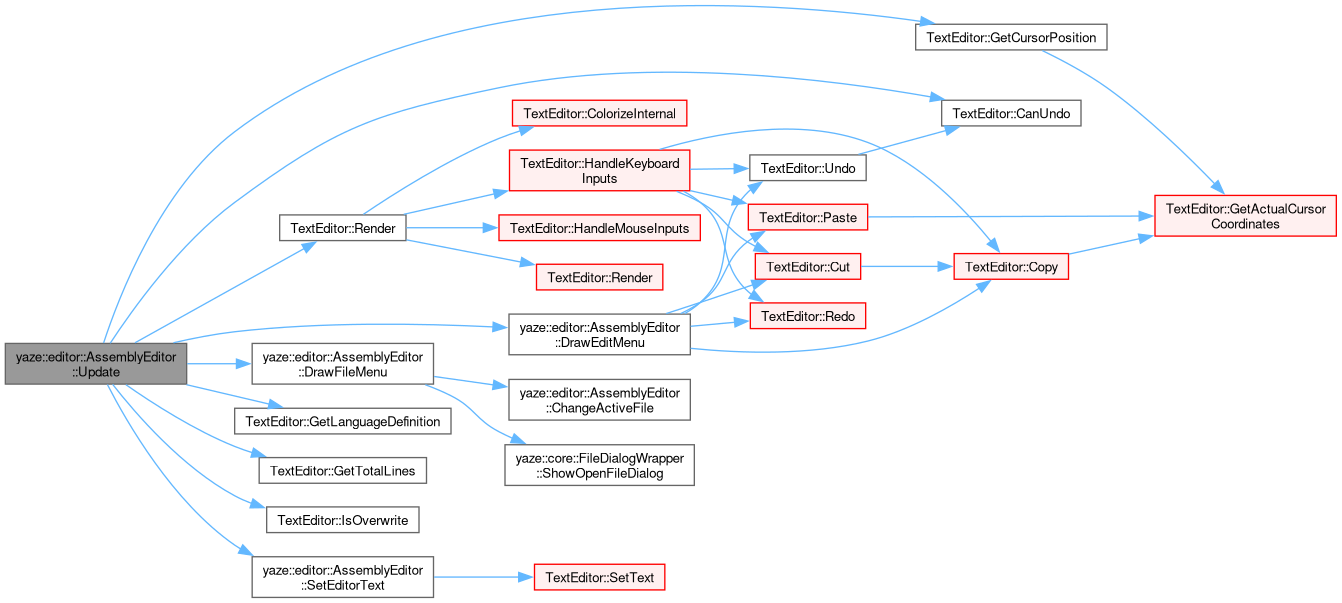 TextEditor::GetCursorPosition
TextEditor::CanUndo
TextEditor::ColorizeInternal
TextEditor::HandleKeyboard
Inputs
TextEditor::Undo
TextEditor::Paste
TextEditor::GetActualCursor
Coordinates
TextEditor::Render
TextEditor::HandleMouseInputs
TextEditor::Cut
TextEditor::Copy
TextEditor::Render
TextEditor::Redo
yaze::editor::AssemblyEditor
::DrawEditMenu
yaze::editor::AssemblyEditor
::Update
yaze::editor::AssemblyEditor
::DrawFileMenu
yaze::editor::AssemblyEditor
::ChangeActiveFile
TextEditor::GetLanguageDefinition
yaze::core::FileDialogWrapper
::ShowOpenFileDialog
TextEditor::GetTotalLines
TextEditor::IsOverwrite
yaze::editor::AssemblyEditor
::SetEditorText
TextEditor::SetText